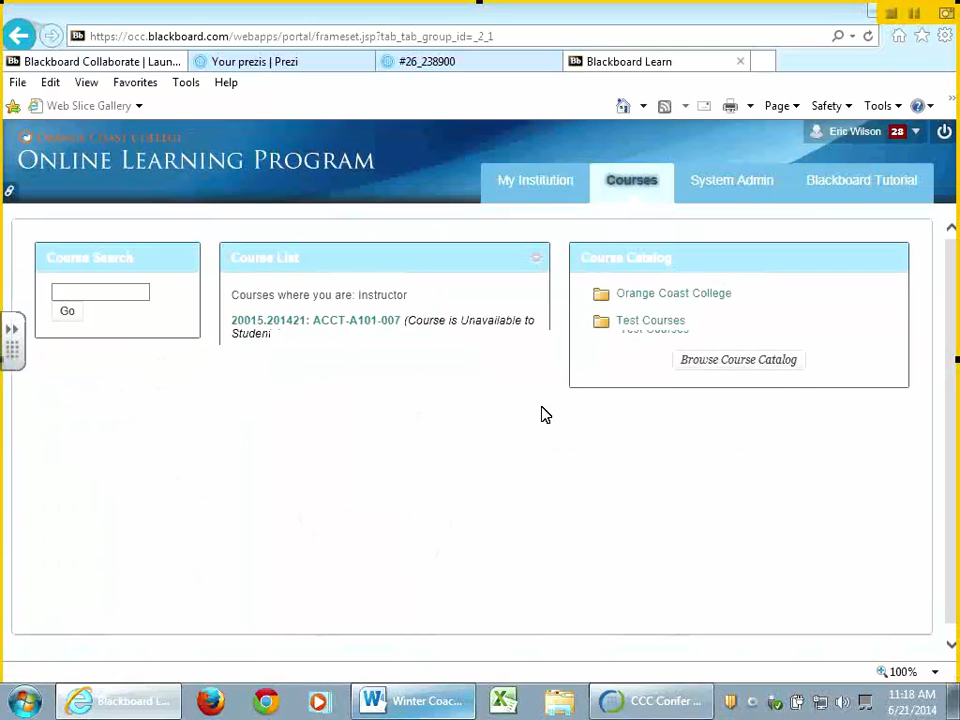 https://occ.blackboard.com/webapps/portal/frameset.jsp?tab_tab_group_id=_2_1
Blackboard Collaborate | Laun...
Your prezis | Prezi
#26_238900
Blackboard Learn
File Edit View Favorites Tools Help
Web Slice Gallery
Page Safety Tools
ORANGE COAST COLLEGE
ONLINE LEARNING PROGRAM
Eric Wilson 28
My Institution Courses System Admin Blackboard Tutorial
Course Search
Go
Course List
Courses where you are: Instructor
20015.201421: ACCT-A101-007 (Course is Unavailable to
Studen
Course Catalog
Orange Coast College
Test Courses
Test Courses
Browse Course Catalog
100%
Blackboard L...
Winter Coac...
CCC Confer ...
11:18 AM
6/21/2014